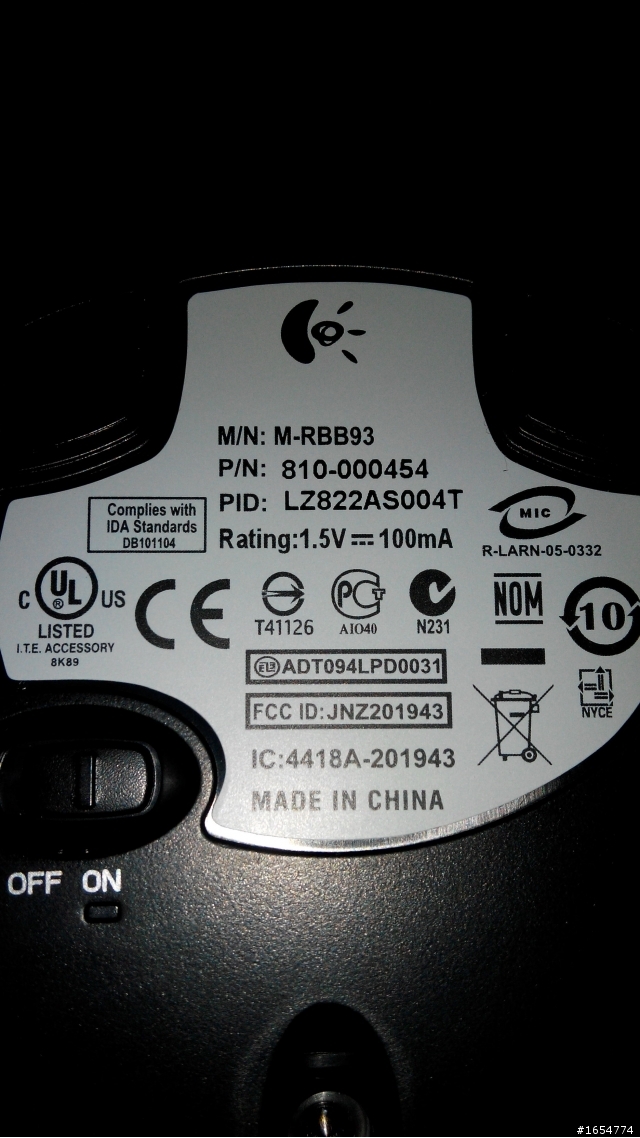 M/N: M-RBB93
P/N: 810-000454
PID: LZ822AS004T
Rating:1.5V 100mA
Complies with
IDA Standards
DB101104
MIC
R-LARN-05-0332
C UL ® US
LISTED
I.T.E. ACCESSORY
8K89
CE
T41126
PCT
AIO40
N231
NOM
10
ADT094LPD0031
FCC ID:JNZ201943
NYCE
IC:4418A-201943
MADE IN CHINA
OFF ON
#1654774